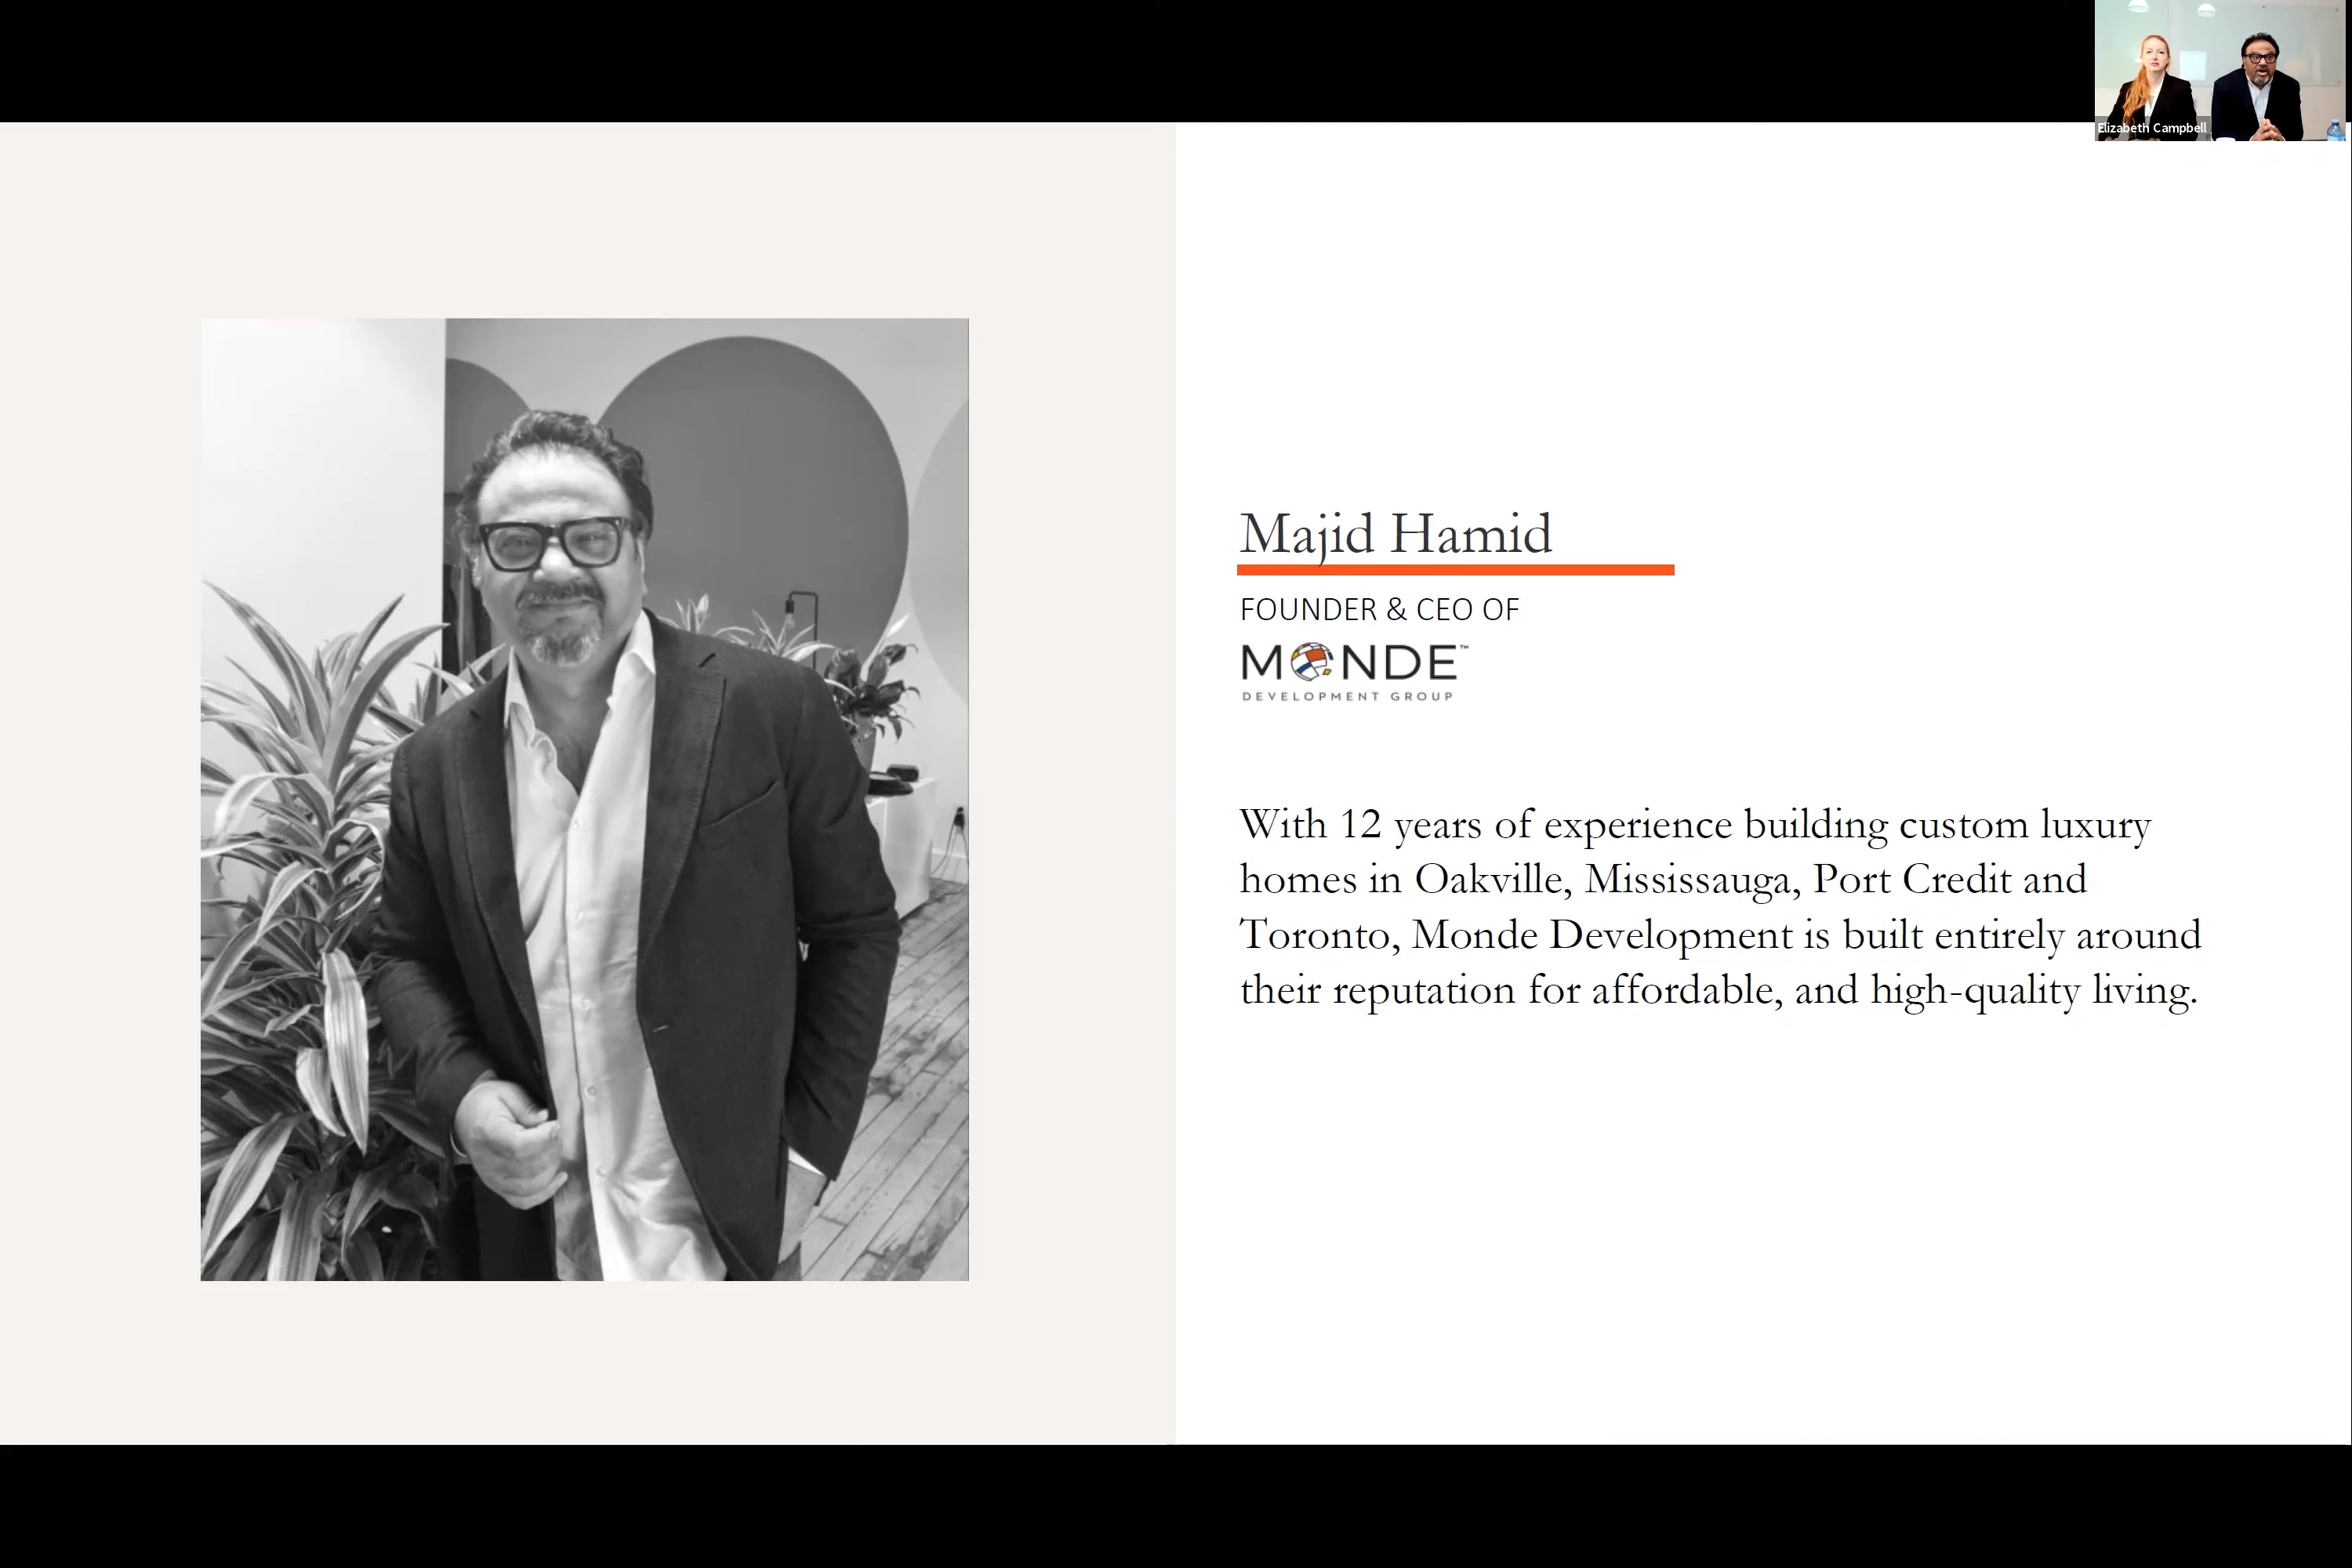 Elizabeth Campbell
Majid Hamid
FOUNDER & CEO OF
MONDE™
DEVELOPMENT GROUP
With 12 years of experience building custom luxury
homes in Oakville, Mississauga, Port Credit and
Toronto, Monde Development is built entirely around
their reputation for affordable, and high-quality living.